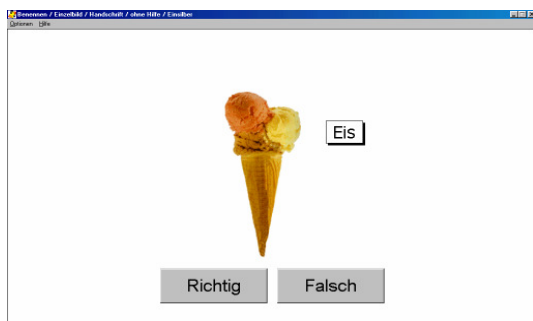 Benennen / Einzelbild / Handschrift / ohne Hilfe / Einsilber
Optionen Hilfe
Eis
Richtig Falsch